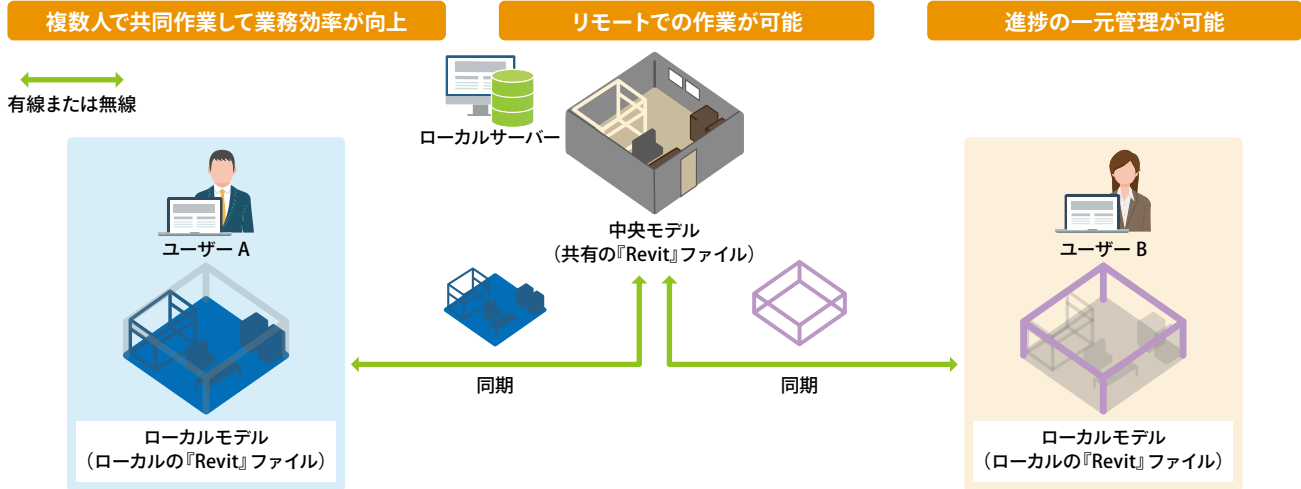 複数人で共同作業して業務効率が向上
リモートでの作業が可能
進捗の一元管理が可能
有線または無線
ローカルサーバー
中央モデル
（共有の『Revit』ファイル）
ユーザー A
ユーザー B
同期
同期
ローカルモデル
（ローカルの『Revit』ファイル）
ローカルモデル
（ローカルの『Revit』ファイル）